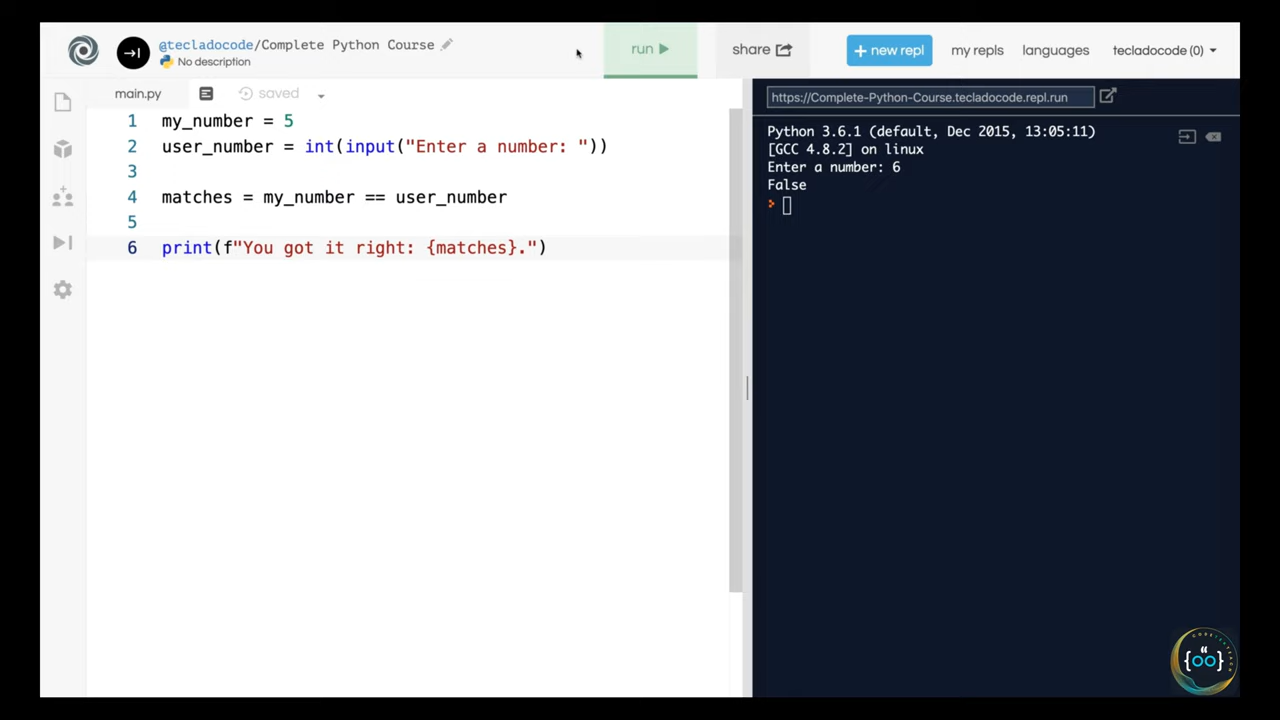 @tecladocode/Complete Python Course
No description
run
share
+ new repl
my repls
languages
tecladocode (0)
main.py
saved
https://Complete-Python-Course.tecladocode.repl.run
1 my_number = 5
2 user_number = int(input("Enter a number: "))
3
4 matches = my_number == user_number
5
6 print(f"You got it right: {matches}.")
Python 3.6.1 (default, Dec 2015, 13:05:11)
[GCC 4.8.2] on linux
Enter a number: 6
False